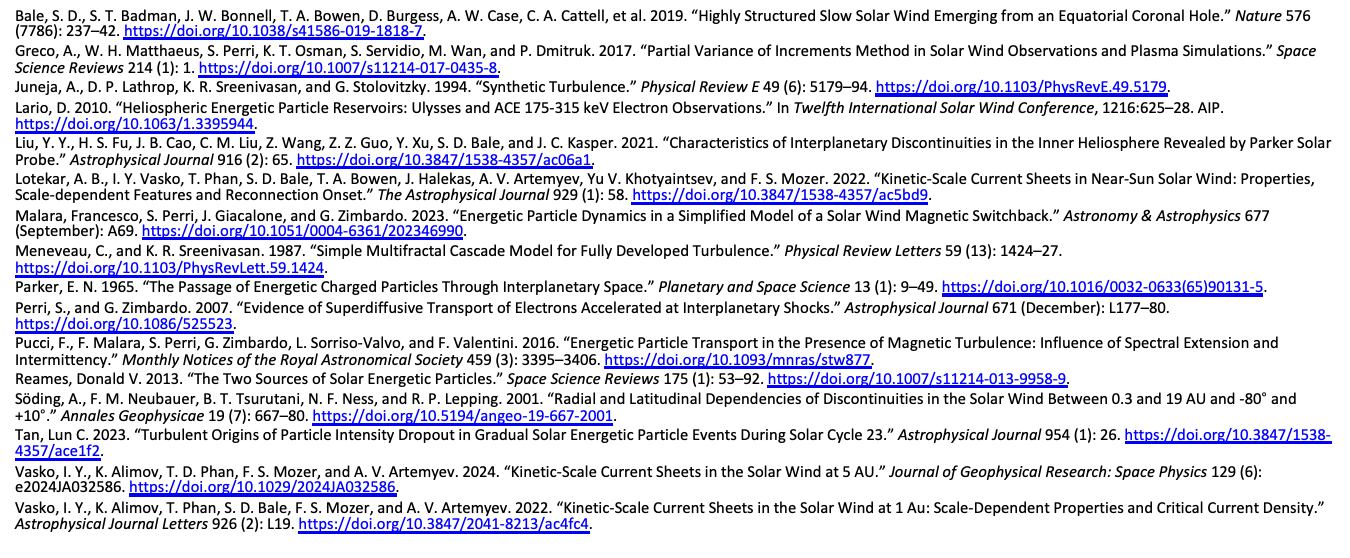 Bale, S. D., S. T. Badman, J. W. Bonnell, T. A. Bowen, D. Burgess, A. W. Case, C. A. Cattell, et al. 2019. “Highly Structured Slow Solar Wind Emerging from an Equatorial Coronal Hole.” Nature 576
(7786): 237–42. https://doi.org/10.1038/s41586-019-1818-7.
Greco, A., W. H. Matthaeus, S. Perri, K. T. Osman, S. Servidio, M. Wan, and P. Dmitruk. 2017. “Partial Variance of Increments Method in Solar Wind Observations and Plasma Simulations.” Space
Science Reviews 214 (1): 1. https://doi.org/10.1007/s11214-017-0435-8.
Juneja, A., D. P. Lathrop, K. R. Sreenivasan, and G. Stolovitzky. 1994. “Synthetic Turbulence.” Physical Review E 49 (6): 5179–94. https://doi.org/10.1103/PhysRevE.49.5179.
Lario, D. 2010. “Heliospheric Energetic Particle Reservoirs: Ulysses and ACE 175-315 keV Electron Observations.” In Twelfth International Solar Wind Conference, 1216:625–28. AIP.
https://doi.org/10.1063/1.3395944.
Liu, Y. Y., H. S. Fu, J. B. Cao, C. M. Liu, Z. Wang, Z. Z. Guo, Y. Xu, S. D. Bale, and J. C. Kasper. 2021. “Characteristics of Interplanetary Discontinuities in the Inner Heliosphere Revealed by Parker Solar
Probe.” Astrophysical Journal 916 (2): 65. https://doi.org/10.3847/1538-4357/ac06a1.
Lotekar, A. B., I. Y. Vasko, T. Phan, S. D. Bale, T. A. Bowen, J. Halekas, A. V. Artemyev, Yu V. Khotyaintsev, and F. S. Mozer. 2022. “Kinetic-Scale Current Sheets in Near-Sun Solar Wind: Properties,
Scale-dependent Features and Reconnection Onset.” The Astrophysical Journal 929 (1): 58. https://doi.org/10.3847/1538-4357/ac5bd9.
Malara, Francesco, S. Perri, J. Giacalone, and G. Zimbardo. 2023. “Energetic Particle Dynamics in a Simplified Model of a Solar Wind Magnetic Switchback.” Astronomy & Astrophysics 677
(September): A69. https://doi.org/10.1051/0004-6361/202346990.
Meneveau, C., and K. R. Sreenivasan. 1987. “Simple Multifractal Cascade Model for Fully Developed Turbulence.” Physical Review Letters 59 (13): 1424–27.
https://doi.org/10.1103/PhysRevLett.59.1424.
Parker, E. N. 1965. “The Passage of Energetic Charged Particles Through Interplanetary Space.” Planetary and Space Science 13 (1): 9–49. https://doi.org/10.1016/0032-0633(65)90131-5.
Perri, S., and G. Zimbardo. 2007. “Evidence of Superdiffusive Transport of Electrons Accelerated at Interplanetary Shocks.” Astrophysical Journal 671 (December): L177–80.
https://doi.org/10.1086/525523.
Pucci, F., F. Malara, S. Perri, G. Zimbardo, L. Sorriso-Valvo, and F. Valentini. 2016. “Energetic Particle Transport in the Presence of Magnetic Turbulence: Influence of Spectral Extension and
Intermittency.” Monthly Notices of the Royal Astronomical Society 459 (3): 3395–3406. https://doi.org/10.1093/mnras/stw877.
Reames, Donald V. 2013. “The Two Sources of Solar Energetic Particles.” Space Science Reviews 175 (1): 53–92. https://doi.org/10.1007/s11214-013-9958-9.
Söding, A., F. M. Neubauer, B. T. Tsurutani, N. F. Ness, and R. P. Lepping. 2001. “Radial and Latitudinal Dependencies of Discontinuities in the Solar Wind Between 0.3 and 19 AU and -80° and
+10°.” Annales Geophysicae 19 (7): 667–80. https://doi.org/10.5194/angeo-19-667-2001.
Tan, Lun C. 2023. “Turbulent Origins of Particle Intensity Dropout in Gradual Solar Energetic Particle Events During Solar Cycle 23.” Astrophysical Journal 954 (1): 26. https://doi.org/10.3847/1538-
4357/ace1f2.
Vasko, I. Y., K. Alimov, T. D. Phan, F. S. Mozer, and A. V. Artemyev. 2024. “Kinetic-Scale Current Sheets in the Solar Wind at 5 AU.” Journal of Geophysical Research: Space Physics 129 (6):
e2024JA032586. https://doi.org/10.1029/2024JA032586.
Vasko, I. Y., K. Alimov, T. Phan, S. D. Bale, F. S. Mozer, and A. V. Artemyev. 2022. “Kinetic-Scale Current Sheets in the Solar Wind at 1 Au: Scale-Dependent Properties and Critical Current Density.”
Astrophysical Journal Letters 926 (2): L19. https://doi.org/10.3847/2041-8213/ac4fc4.